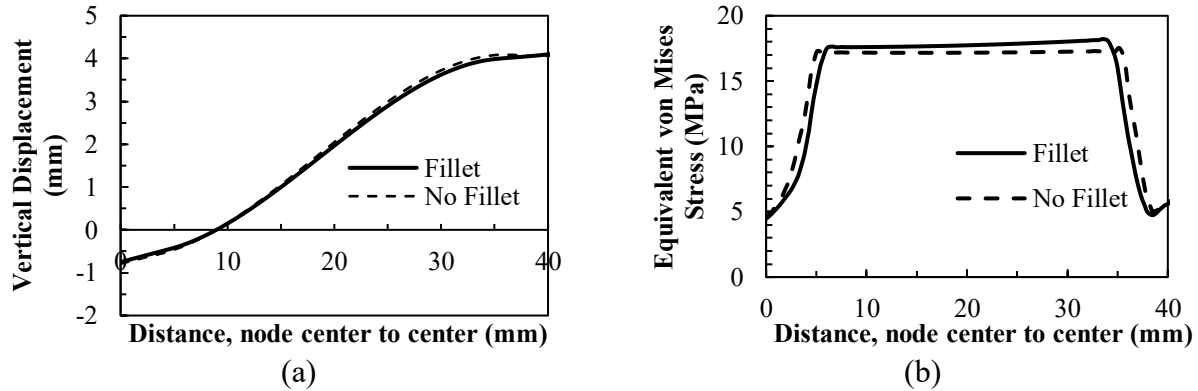 5
4
3
2
1
0
-1
-2
0
10
20
30
40
Vertical Displacement
(mm)
Fillet
No Fillet
Distance, node center to center (mm)
(a)
20
15
10
5
0
0
10
20
30
40
Equivalent von Mises
Stress (MPa)
Fillet
No Fillet
Distance, node center to center (mm)
(b)